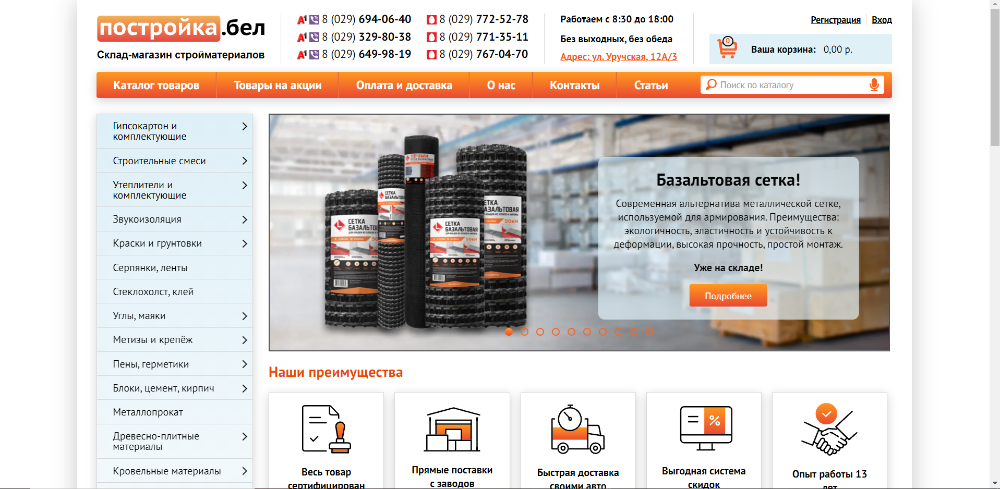 постройка.бел
Склад-магазин стройматериалов
8 (029) 694-06-40
8 (029) 772-52-78
8 (029) 329-80-38
8 (029) 771-35-11
8 (029) 649-98-19
8 (029) 767-04-70
Работаем с 8:30 до 18:00
Без выходных, без обеда
Адрес: ул. Уручская, 12А/3
Регистрация
Вход
0
Ваша корзина: 0,00 р.
Каталог товаров
Товары на акции
Оплата и доставка
О нас
Контакты
Статьи
Поиск по каталогу
Гипсокартон и
комплектующие
Строительные смеси
Утеплители и
комплектующие
Звукоизоляция
Краски и грунтовки
Серпянки, ленты
Стеклохолст, клей
Углы, маяки
Метизы и крепёж
Пены, герметики
Блоки, цемент, кирпич
Металлопрокат
Древесно-плитные
материалы
Кровельные материалы
ПЕЧНИК
СЕТКА БАЗАЛЬТОВАЯ
СЕТКА
БАЗАЛЬТОВАЯ
50кН
Базальтовая сетка!
Современная альтернатива металлической сетке,
используемой для армирования. Преимущества:
экологичность, эластичность и устойчивость к
деформации, высокая прочность, простой монтаж.
Уже на складе!
Подробнее
Наши преимущества
Весь товар
сертифицирован
Прямые поставки
с заводов
Быстрая доставка
своими авто
%
Выгодная система
скидок
Опыт работы 13
лет